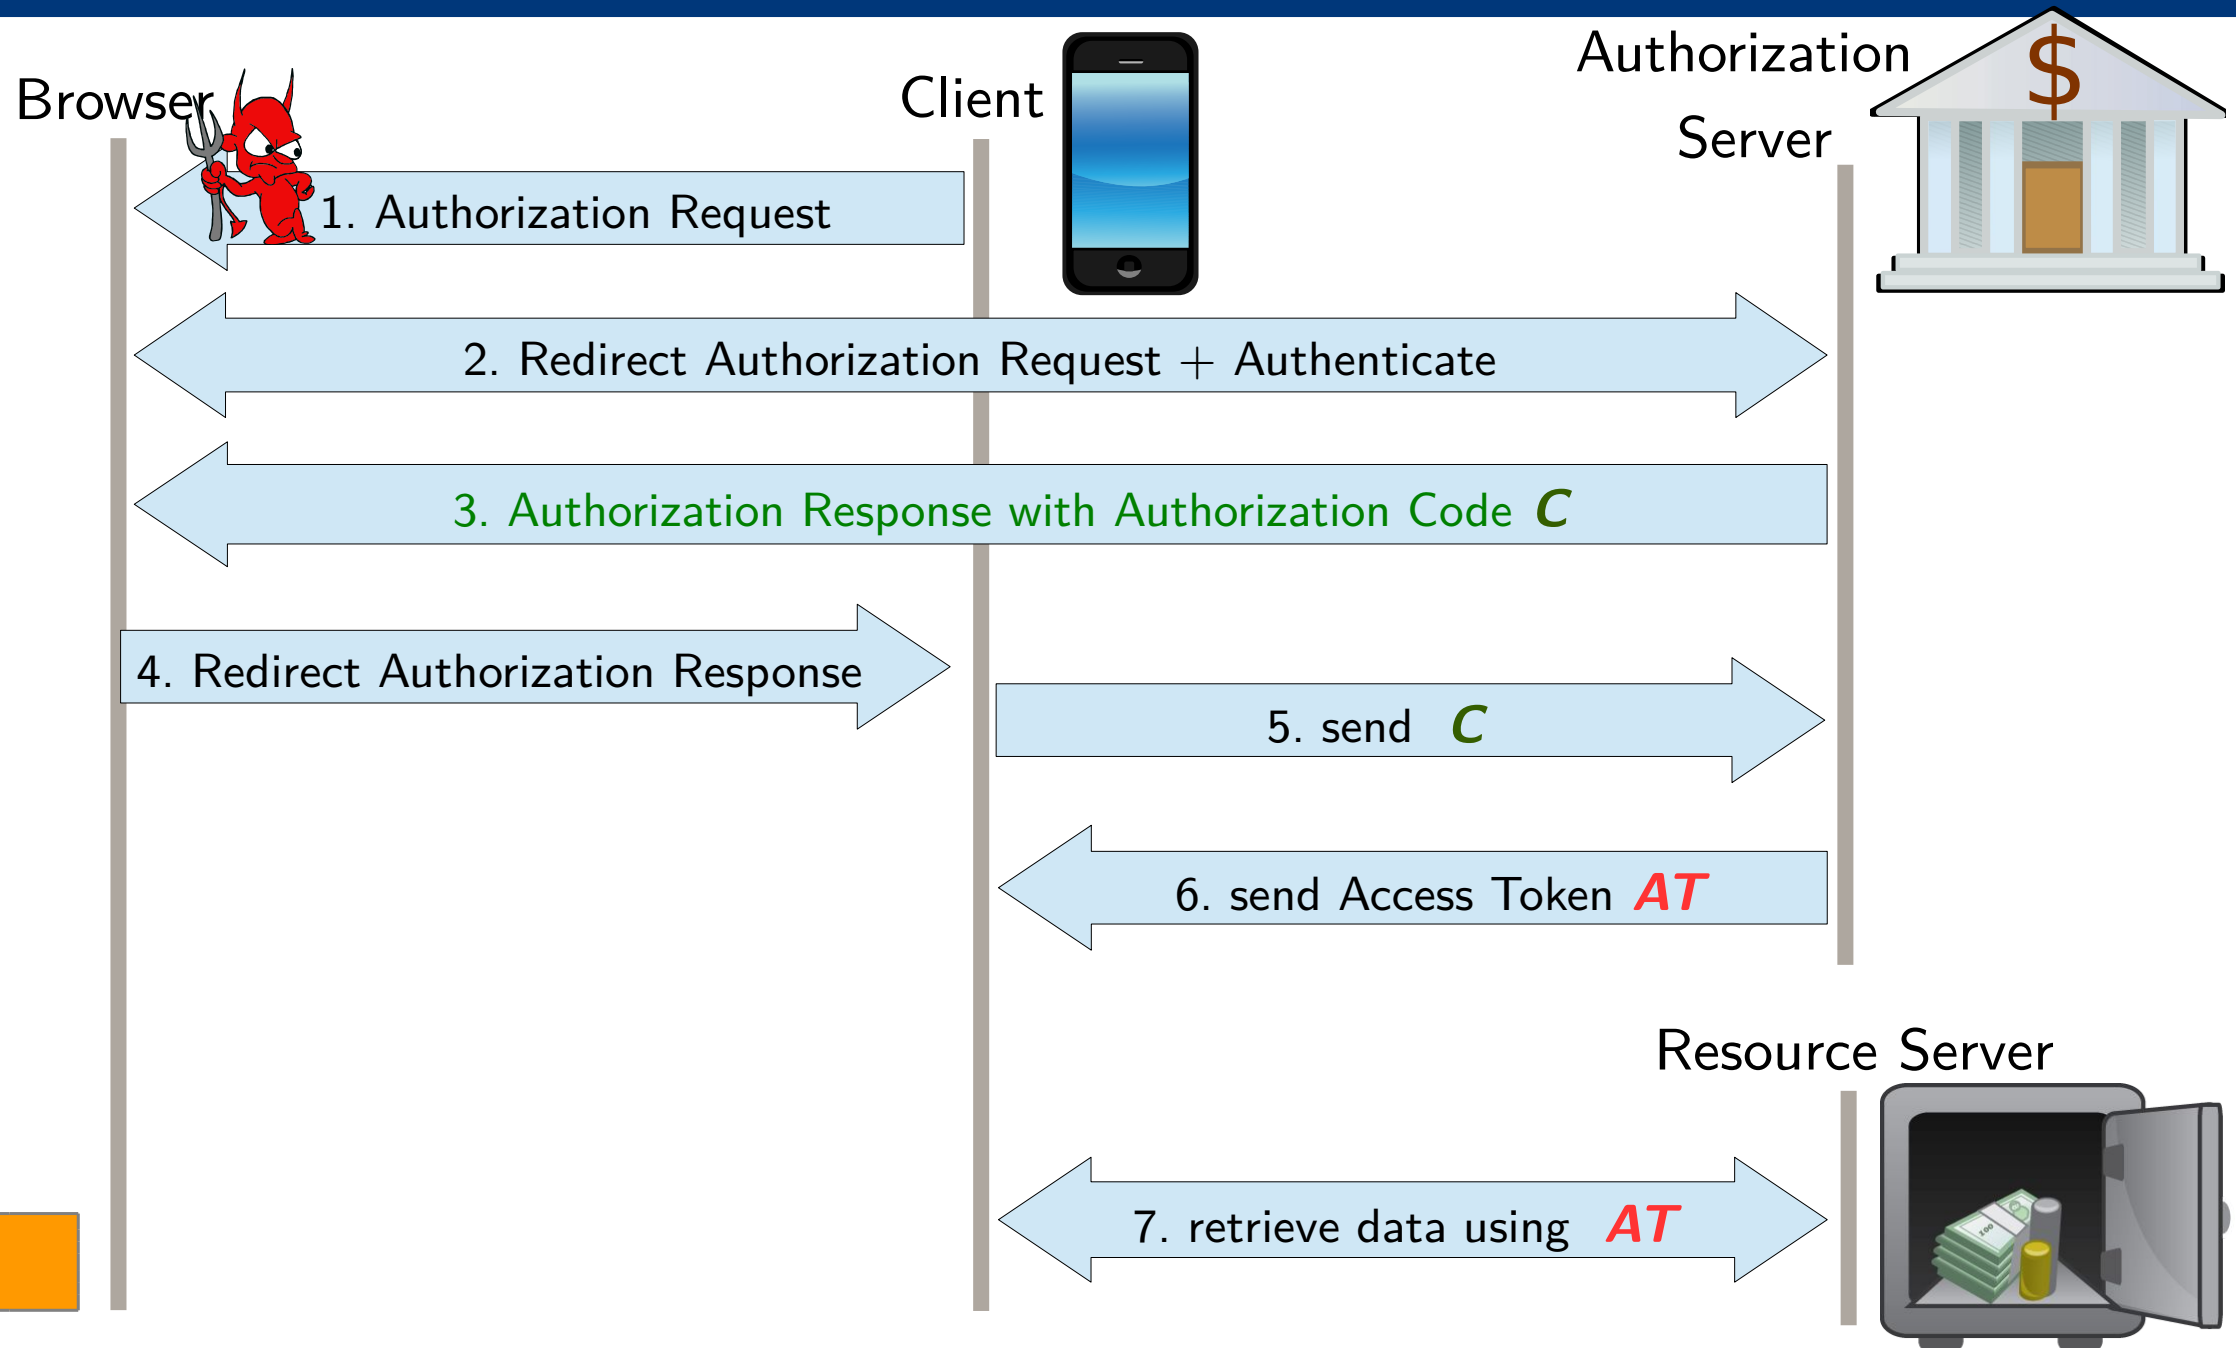 Browser
Client
Authorization
Server
$
1. Authorization Request
2. Redirect Authorization Request + Authenticate
3. Authorization Response with Authorization Code C
4. Redirect Authorization Response
5. send C
6. send Access Token AT
Resource Server
7. retrieve data using AT
100